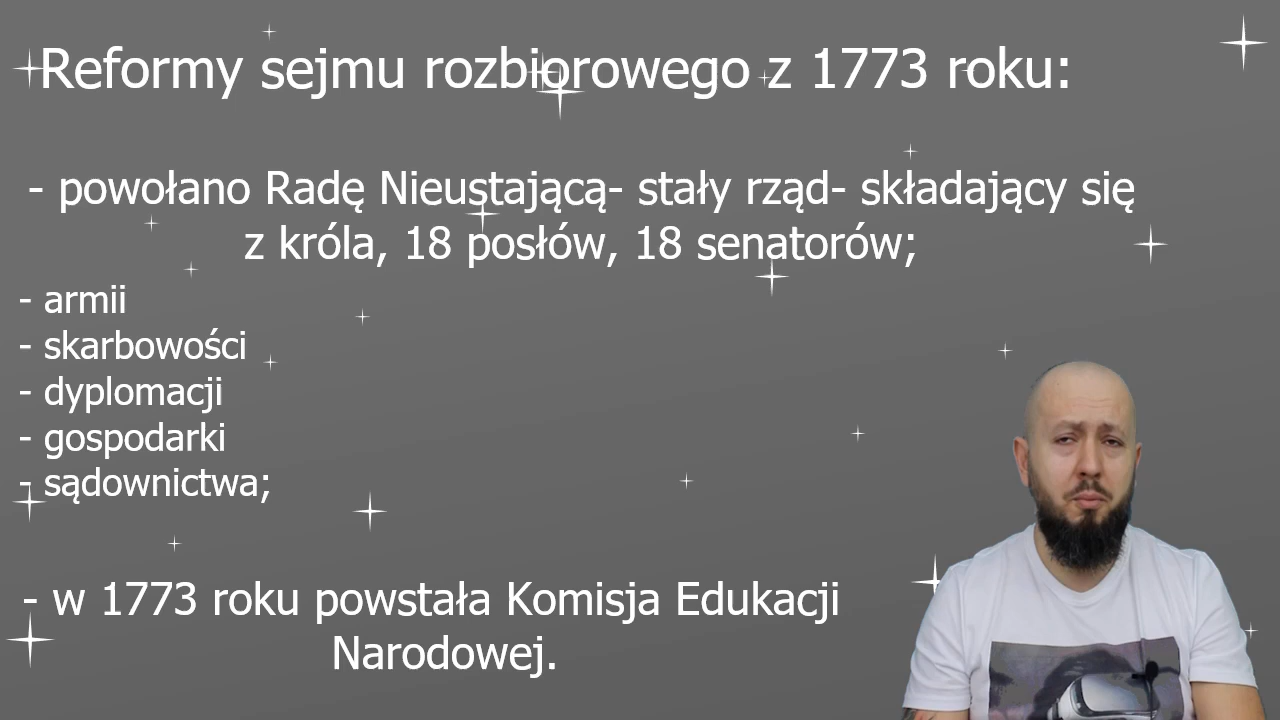 Reformy sejmu rozbiorowego z 1773 roku:
- powołano Radę Nieustającą- stały rząd- składający się
z króla, 18 posłów, 18 senatorów;
- armii
- skarbowości
- dyplomacji
- gospodarki
- sądownictwa;
- w 1773 roku powstała Komisja Edukacji
Narodowej.